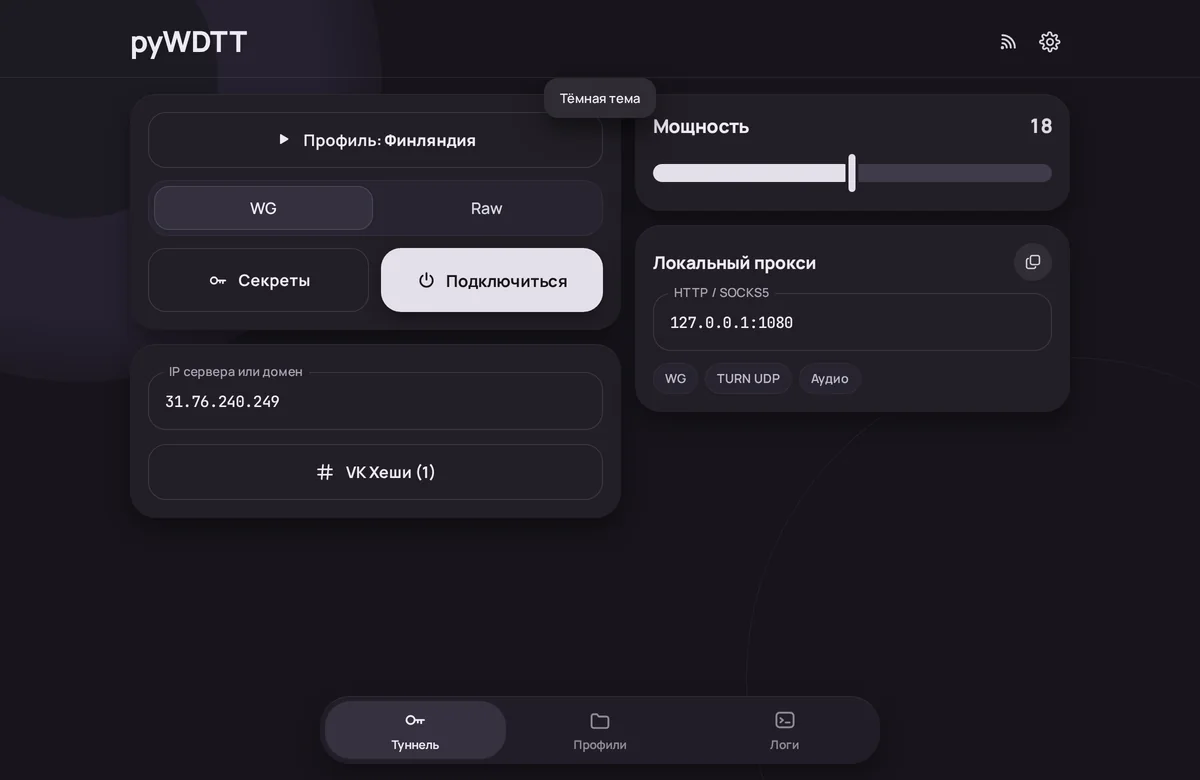 pyWDTT
Тёмная тема
Профиль: Финляндия
WG
Raw
Секреты
Подключиться
IP сервера или домен
31.76.240.249
VK Хеши (1)
Мощность
18
Локальный прокси
HTTP / SOCKS5
127.0.0.1:1080
WG
TURN UDP
Аудио
Туннель
Профили
Логи